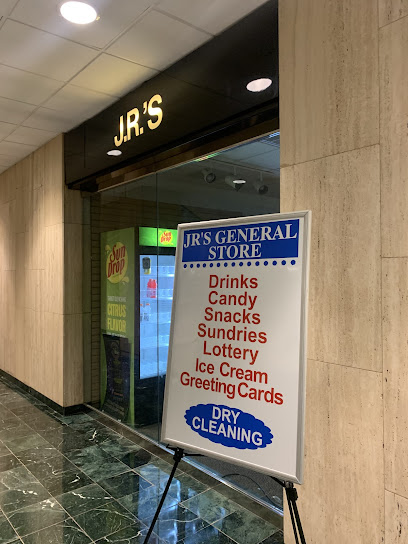 J.R.'S
Sun
Drop
CITRUS
FLAVOR
JR'S GENERAL
STORE
Drinks
Candy
Snacks
Sundries
Lottery
Ice Cream
Greeting Cards
DRY
CLEANING